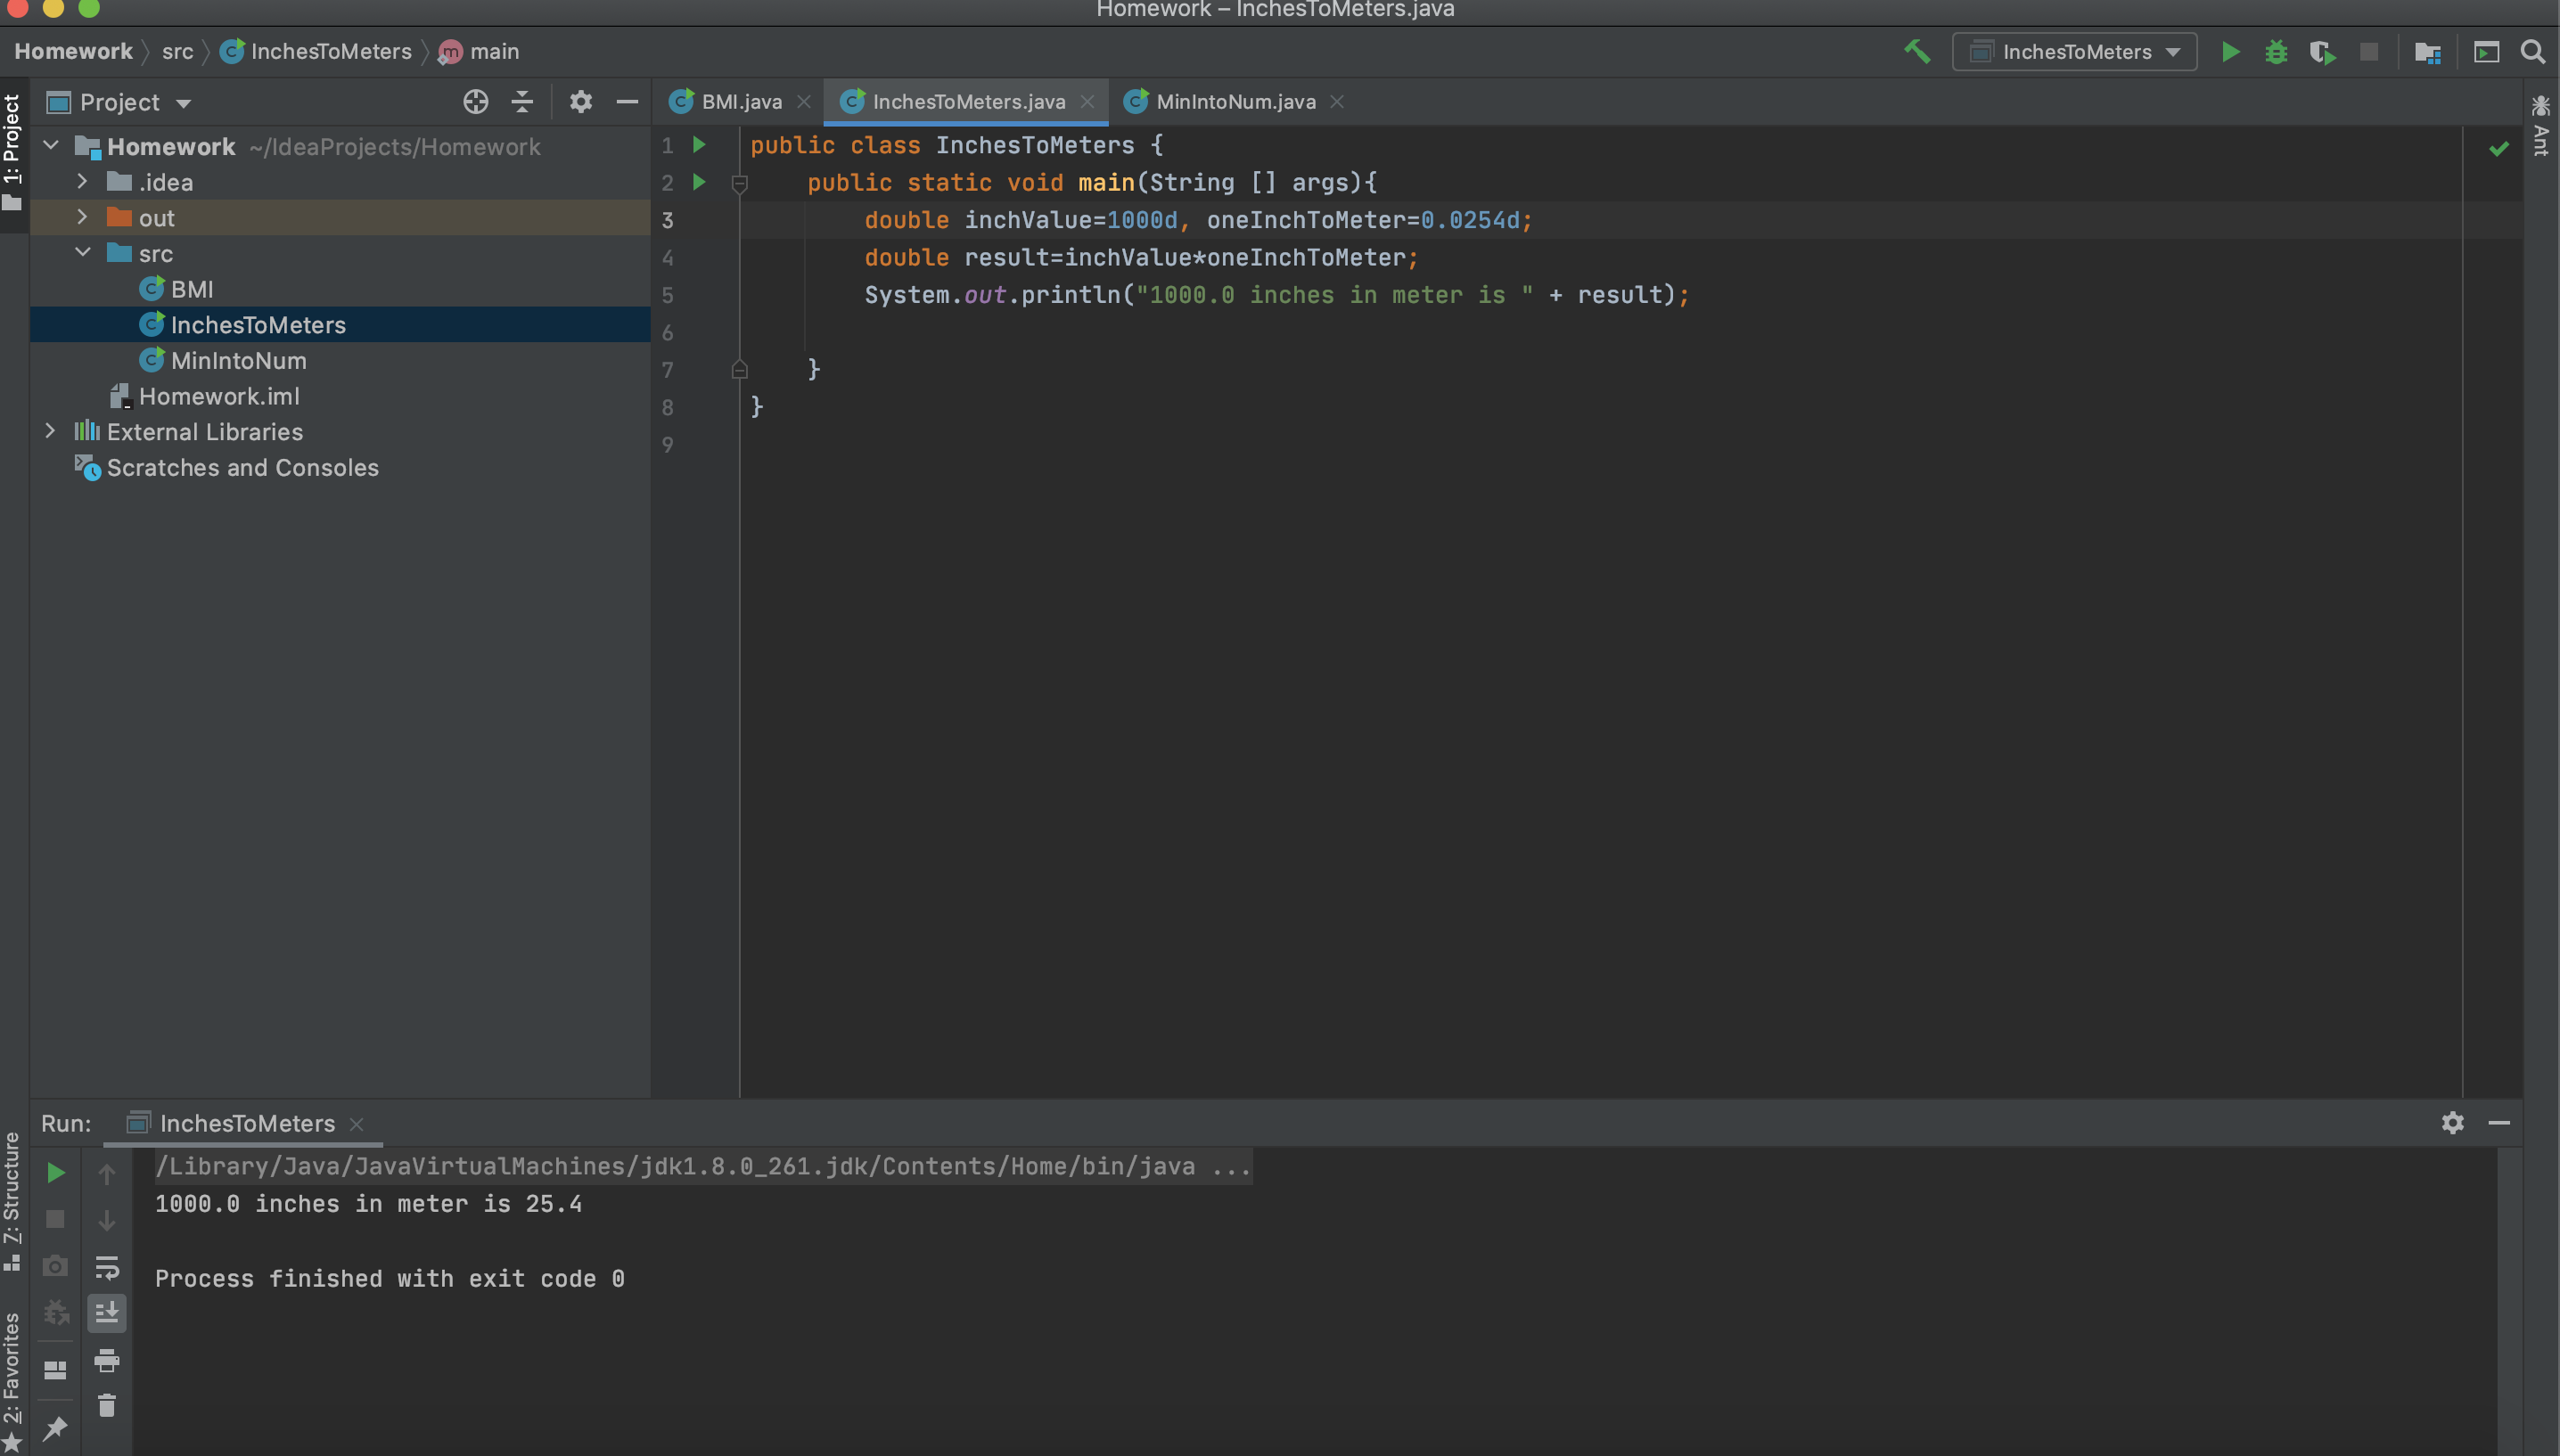 Homework – InchesToMeters.java
Homework src InchesToMeters main
InchesToMeters
1: Project
Project
BMI.java InchesToMeters.java MinIntoNum.java
Ant
Homework ~/IdeaProjects/Homework
.idea
out
src
BMI
InchesToMeters
MinIntoNum
Homework.iml
External Libraries
Scratches and Consoles
1 public class InchesToMeters {
2 public static void main(String [] args){
3 double inchValue=1000d, oneInchToMeter=0.0254d;
4 double result=inchValue*oneInchToMeter;
5 System.out.println("1000.0 inches in meter is " + result);
6
7 }
8 }
9
Run: InchesToMeters
7: Structure
2: Favorites
/Library/Java/JavaVirtualMachines/jdk1.8.0_261.jdk/Contents/Home/bin/java ...
1000.0 inches in meter is 25.4
Process finished with exit code 0